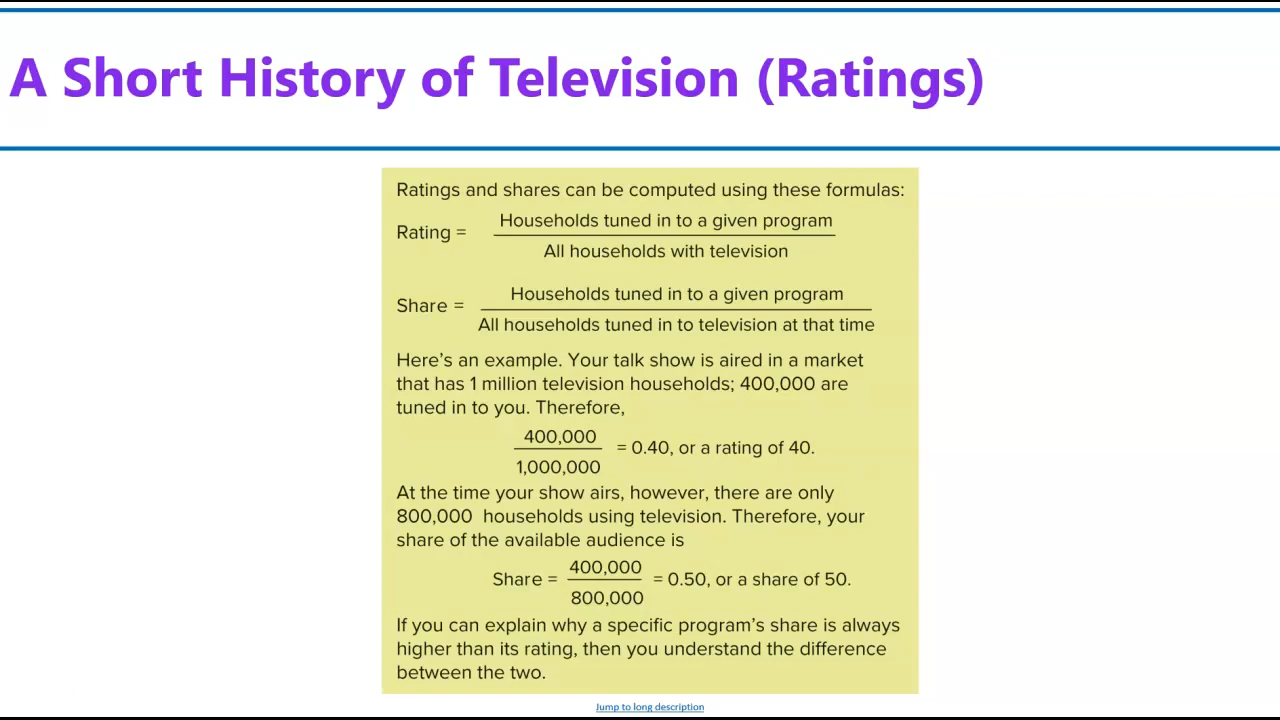 A Short History of Television (Ratings)
Ratings and shares can be computed using these formulas:
Rating = Households tuned in to a given program
All households with television
Share = Households tuned in to a given program
All households tuned in to television at that time
Here's an example. Your talk show is aired in a market
that has 1 million television households; 400,000 are
tuned in to you. Therefore,
400,000
= 0.40, or a rating of 40.
1,000,000
At the time your show airs, however, there are only
800,000 households using television. Therefore, your
share of the available audience is
400,000
Share = = 0.50, or a share of 50.
800,000
If you can explain why a specific program's share is always
higher than its rating, then you understand the difference
between the two.
Jump to long description